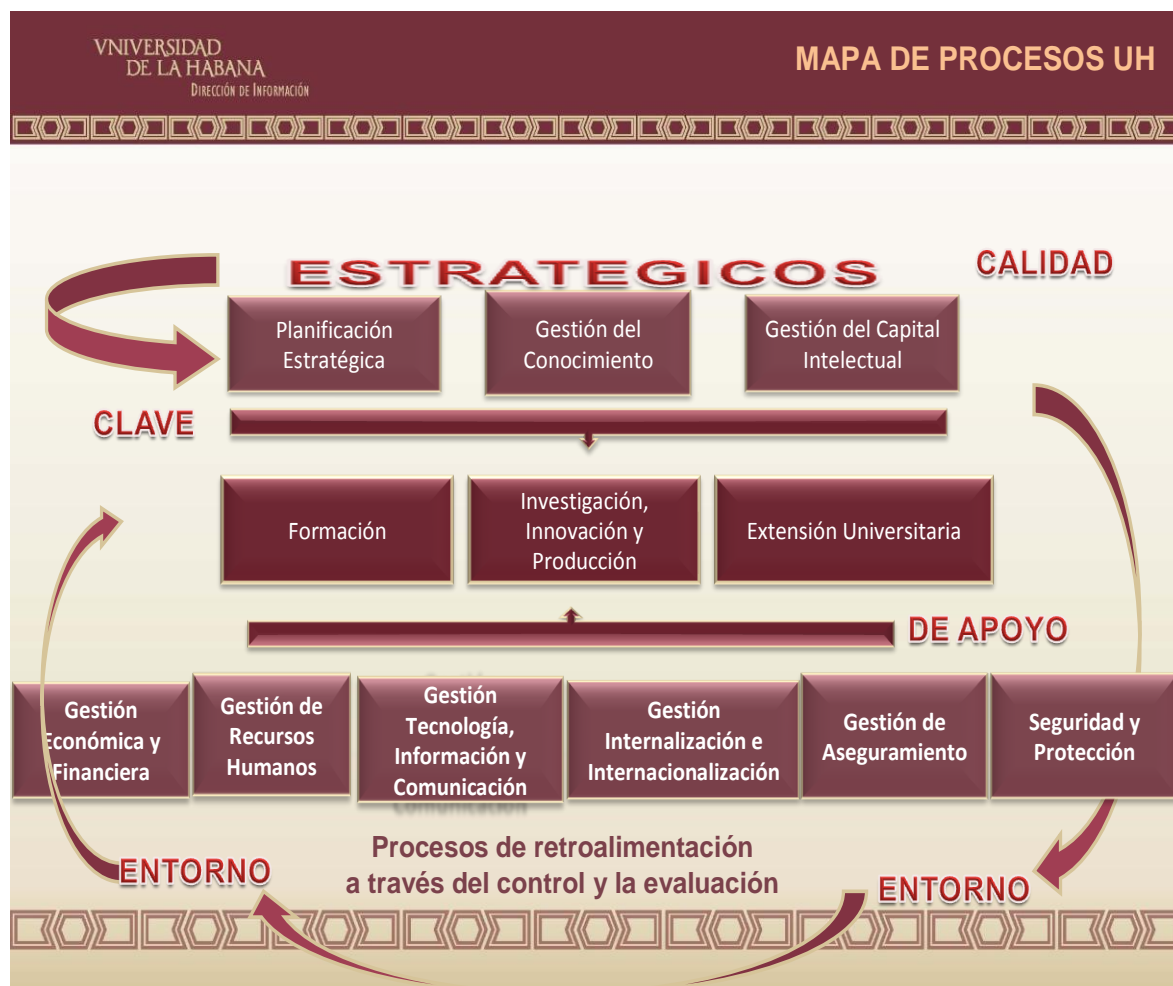 VNIVERSIDAD
DE LA HABANA
DIRECCIÓN DE INFORMACIÓN
MAPA DE PROCESOS UH
ESTRATEGICOS
CALIDAD
Planificación
Estratégica
Gestión del
Conocimiento
Gestión del Capital
Intelectual
CLAVE
Formación
Investigación,
Innovación y
Producción
Extensión Universitaria
DE APOYO
Gestión
Económica y
Financiera
Gestión de
Recursos
Humanos
Gestión
Tecnología,
Información y
Comunicación
Gestión
Internalización e
Internacionalización
Gestión de
Aseguramiento
Seguridad y
Protección
Procesos de retroalimentación
a través del control y la evaluación
ENTORNO
ENTORNO